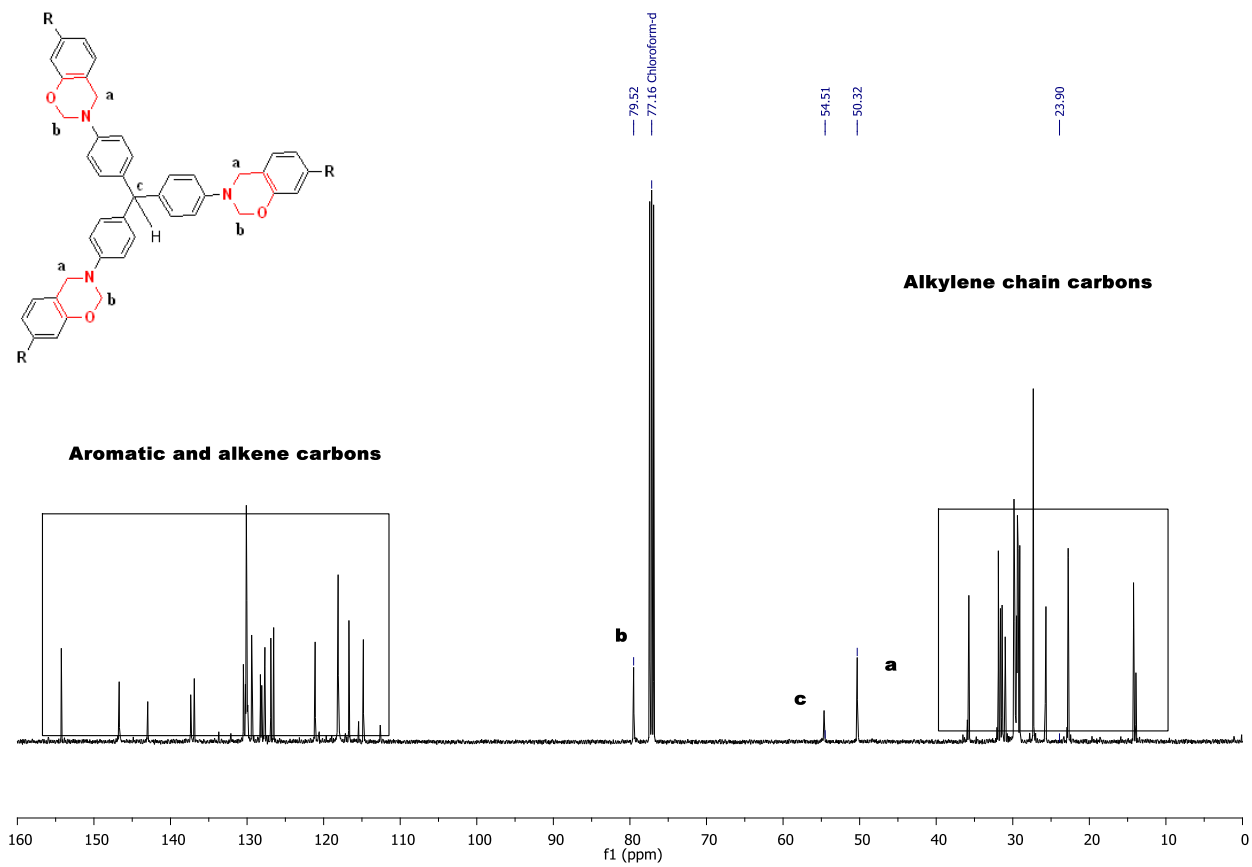 R
O
N
a
b
79.52
77.16 Chloroform-d
54.51
50.32
23.90
a
c
N
O
b
R
H
a
N
b
O
R
Alkylene chain carbons
Aromatic and alkene carbons
b
a
c
160 150 140 130 120 110 100 90 80 70 60 50 40 30 20 10 0
f1 (ppm)